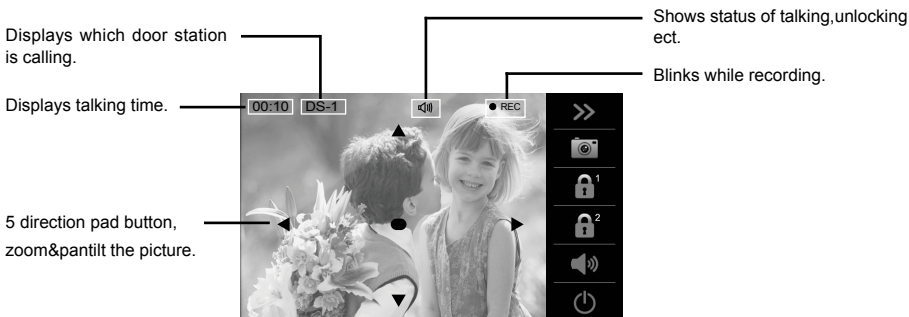 Shows status of talking,unlocking
ect.
Displays which door station
is calling.
Blinks while recording.
Displays talking time.
00:10 DS-1 REC
1
2
5 direction pad button,
zoom&pantilt the picture.